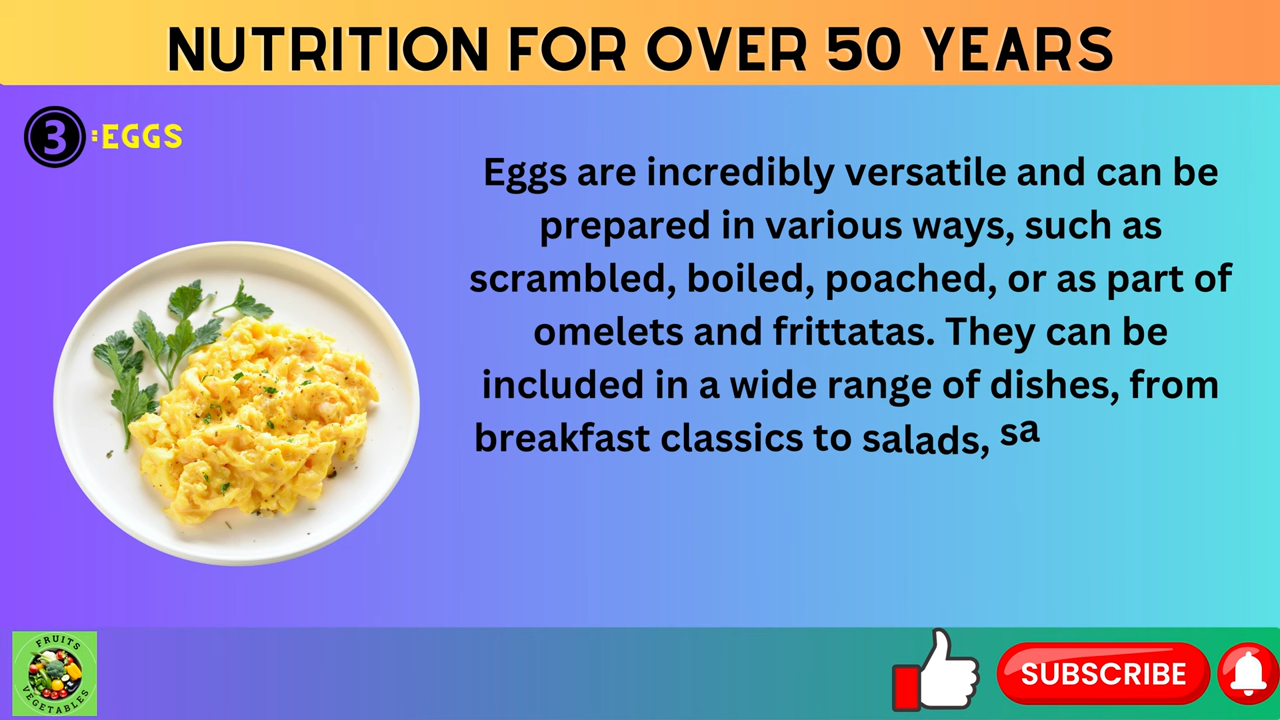 NUTRITION FOR OVER 50 YEARS
3 :EGGS
Eggs are incredibly versatile and can be
prepared in various ways, such as
scrambled, boiled, poached, or as part of
omelets and frittatas. They can be
included in a wide range of dishes, from
breakfast classics to salads, sa
FRUITS
VEGETABLES
SUBSCRIBE